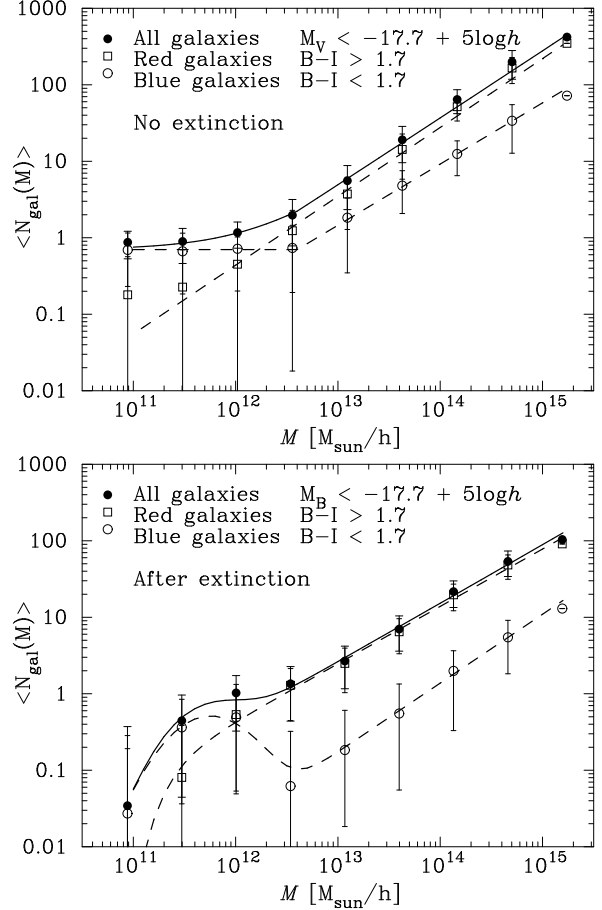 1000
100
10
1
0.1
0.01
<N_gal(M)>
All galaxies M_V < −17.7 + 5logh
Red galaxies B−I > 1.7
Blue galaxies B−I < 1.7
No extinction
10^11 10^12 10^13 10^14 10^15
M [M_sun/h]
1000
100
10
1
0.1
0.01
<N_gal(M)>
All galaxies M_B < −17.7 + 5logh
Red galaxies B−I > 1.7
Blue galaxies B−I < 1.7
After extinction
10^11 10^12 10^13 10^14 10^15
M [M_sun/h]